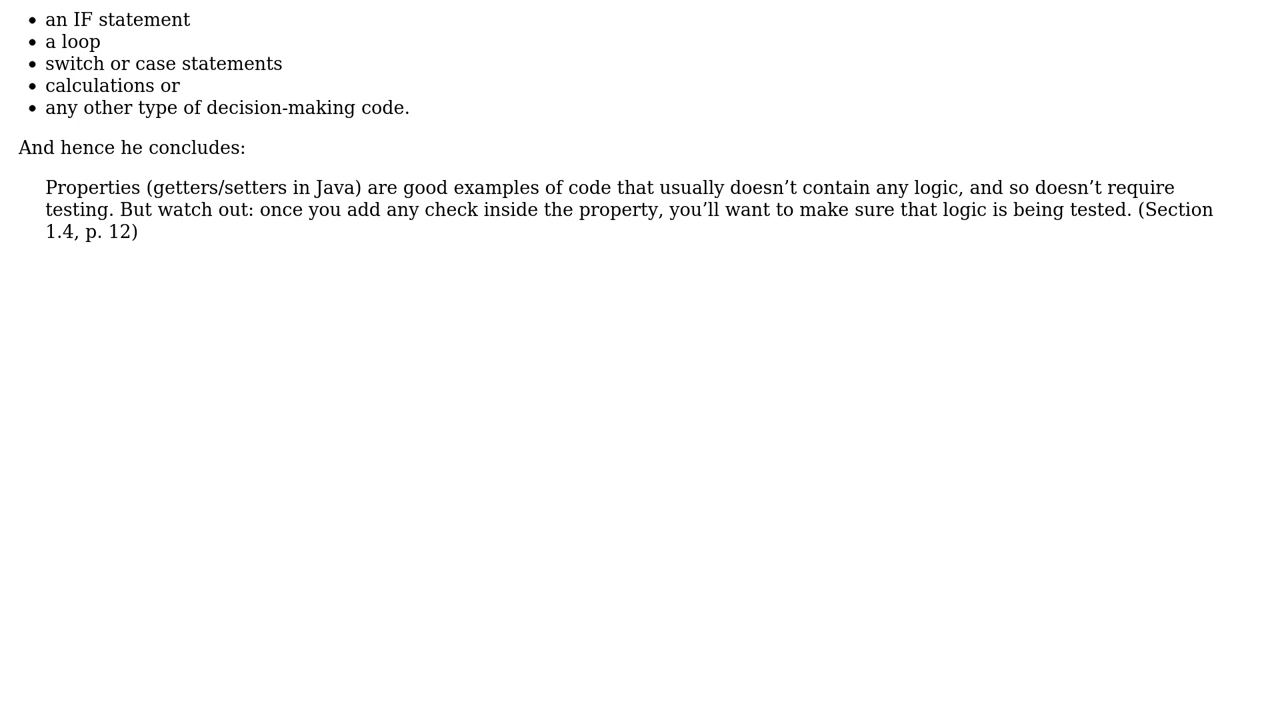 • an IF statement
• a loop
• switch or case statements
• calculations or
• any other type of decision-making code.
And hence he concludes:
Properties (getters/setters in Java) are good examples of code that usually doesn’t contain any logic, and so doesn’t require
testing. But watch out: once you add any check inside the property, you’ll want to make sure that logic is being tested. (Section
1.4, p. 12)